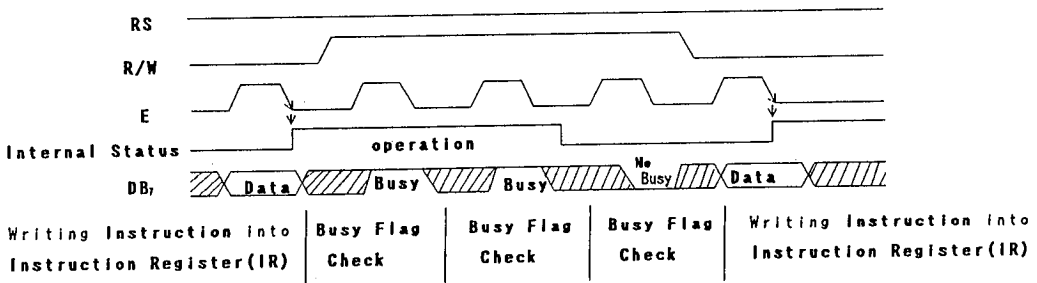 RS
R/W
E
Internal Status
operation
DB7
Data
Busy
Busy
No
Busy
Data
Writing Instruction into
Instruction Register(IR)
Busy Flag
Check
Busy Flag
Check
Busy Flag
Check
Writing Instruction into
Instruction Register(IR)